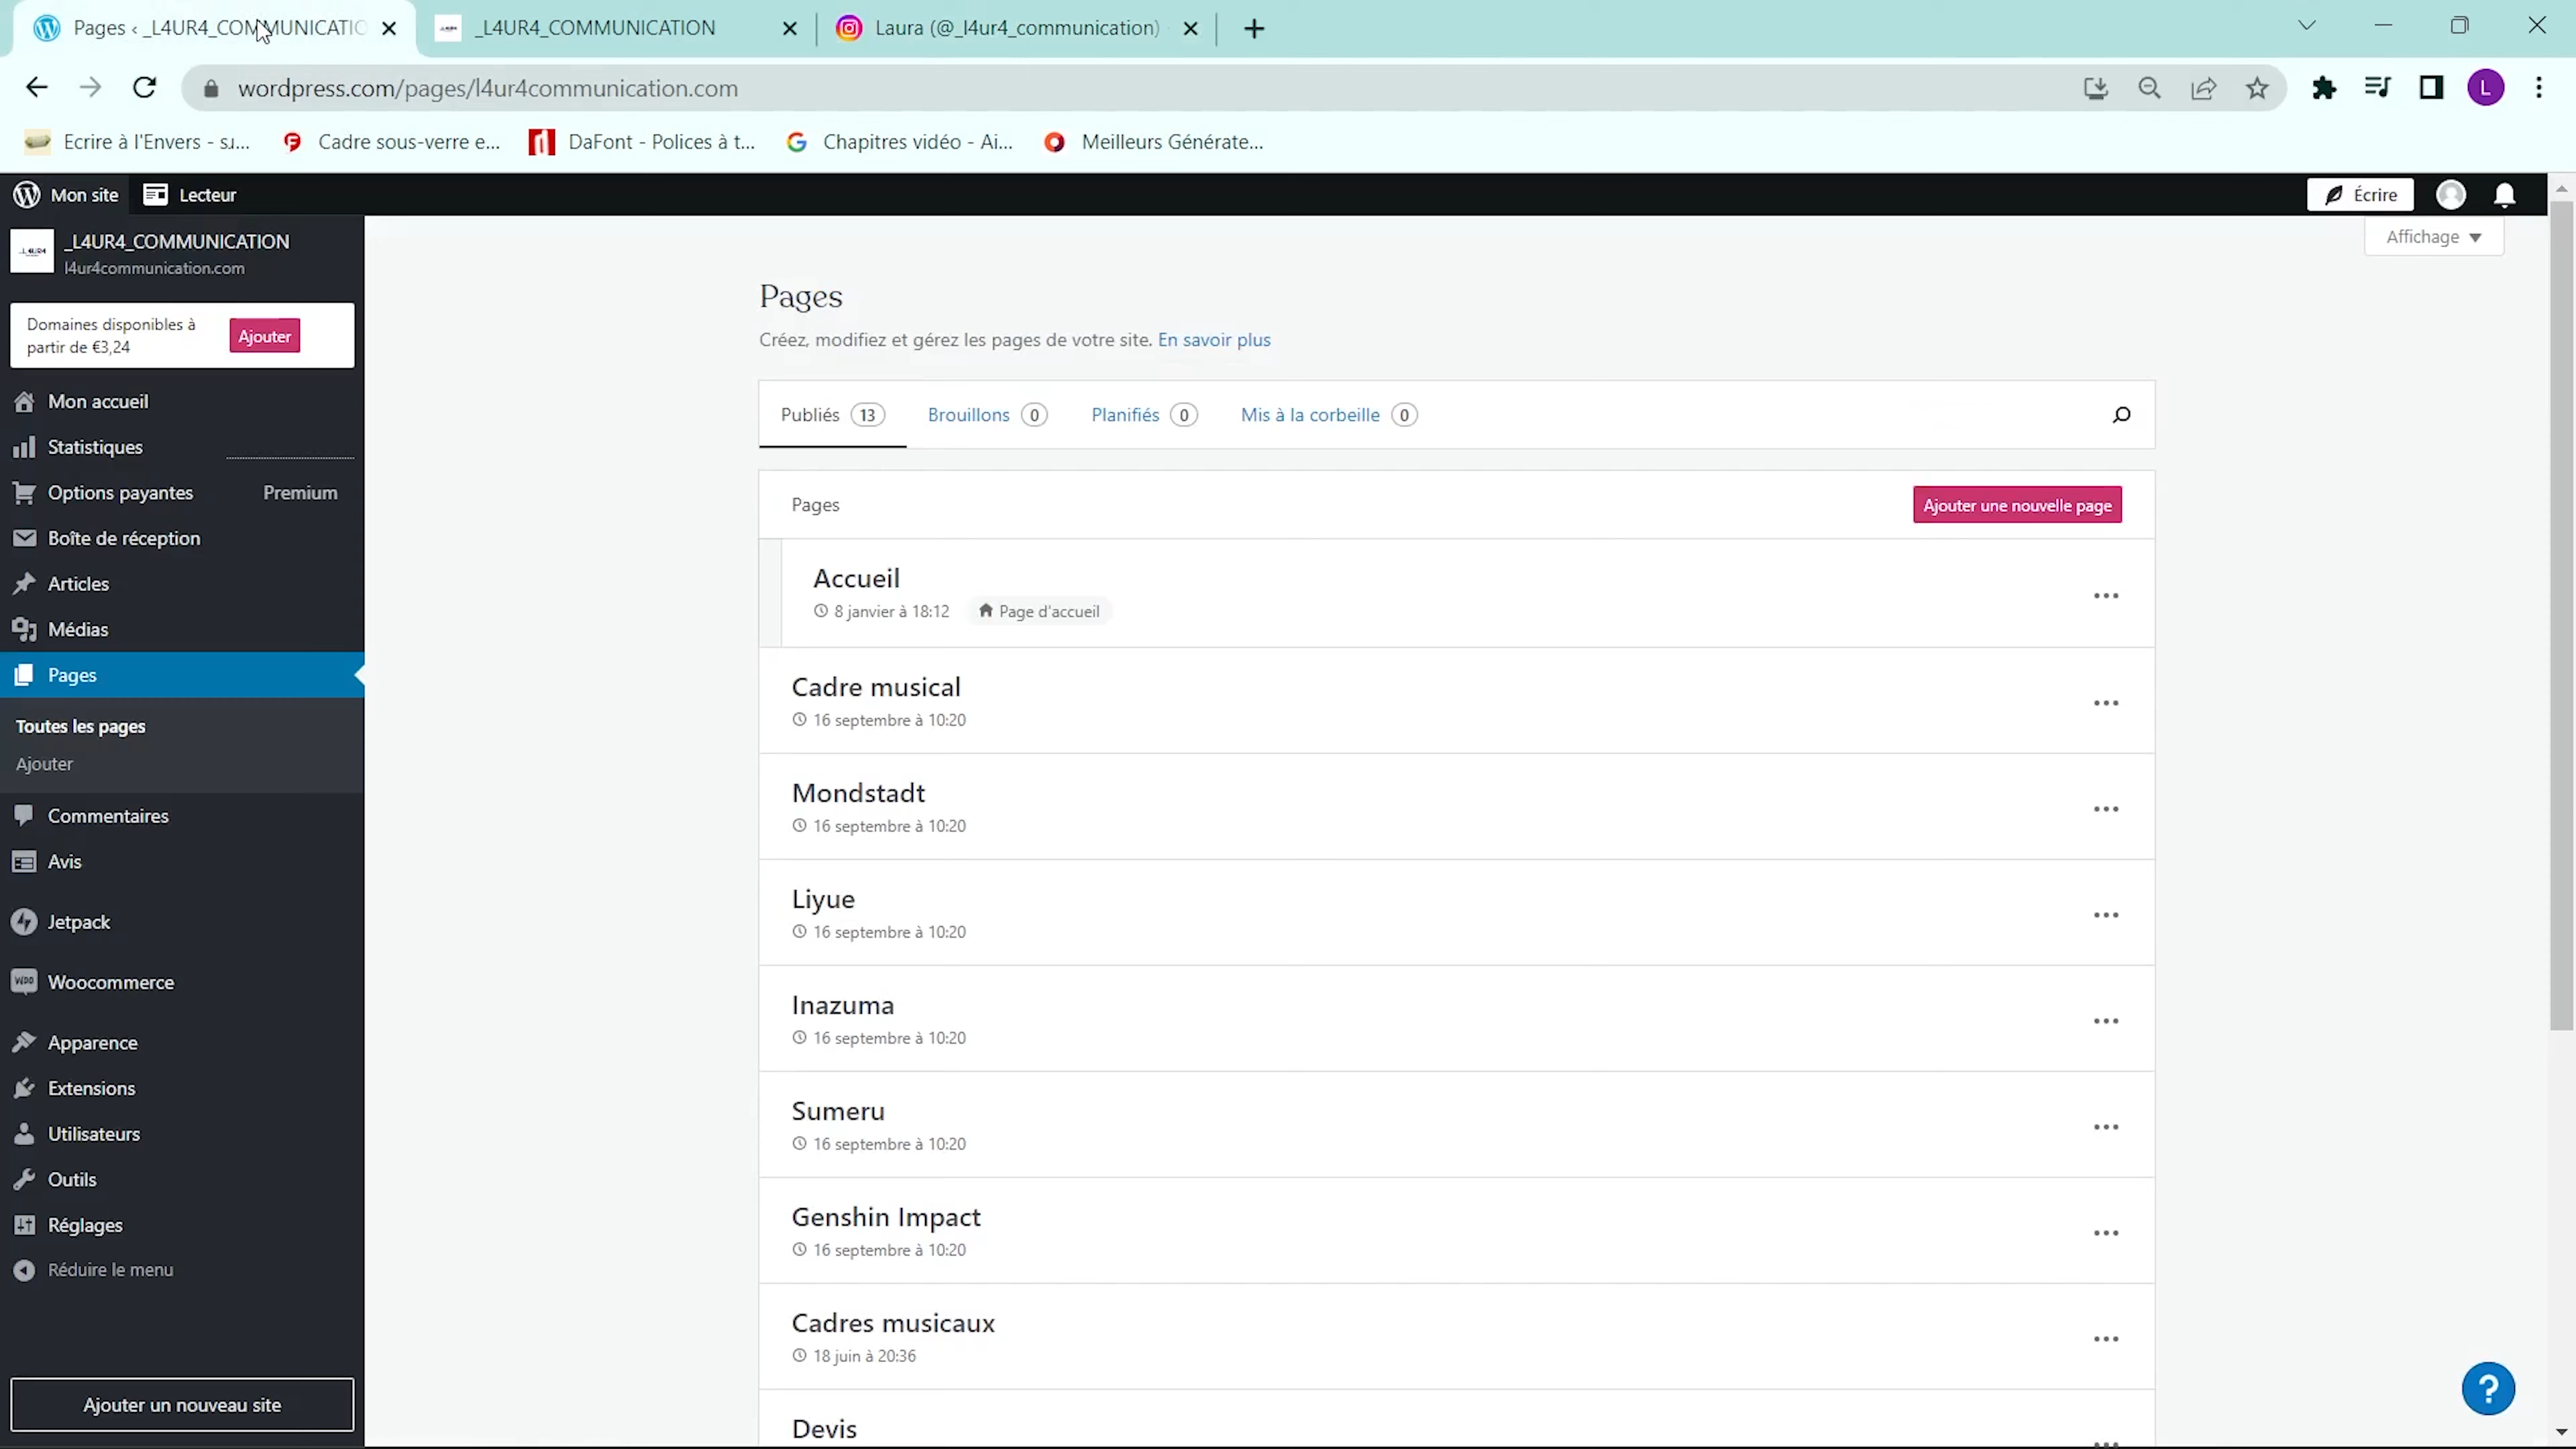 Pages ‹ _L4UR4_COMMUNICATIO
_L4UR4_COMMUNICATION
Laura (@_l4ur4_communication)
wordpress.com/pages/l4ur4communication.com
L
Ecrire à l'Envers - su...
Cadre sous-verre e...
DaFont - Polices à t...
Chapitres vidéo - Ai...
Meilleurs Générate...
Mon site
Lecteur
Écrire
_L4UR4_COMMUNICATION
l4ur4communication.com
Affichage
Domaines disponibles à
partir de €3,24
Ajouter
Mon accueil
Statistiques
Options payantes
Premium
Boîte de réception
Articles
Médias
Pages
Toutes les pages
Ajouter
Commentaires
Avis
Jetpack
Woocommerce
Apparence
Extensions
Utilisateurs
Outils
Réglages
Réduire le menu
Ajouter un nouveau site
Pages
Créez, modifiez et gérez les pages de votre site. En savoir plus
Publiés 13
Brouillons 0
Planifiés 0
Mis à la corbeille 0
Pages
Ajouter une nouvelle page
Accueil
8 janvier à 18:12
Page d'accueil
Cadre musical
16 septembre à 10:20
Mondstadt
16 septembre à 10:20
Liyue
16 septembre à 10:20
Inazuma
16 septembre à 10:20
Sumeru
16 septembre à 10:20
Genshin Impact
16 septembre à 10:20
Cadres musicaux
18 juin à 20:36
Devis
?